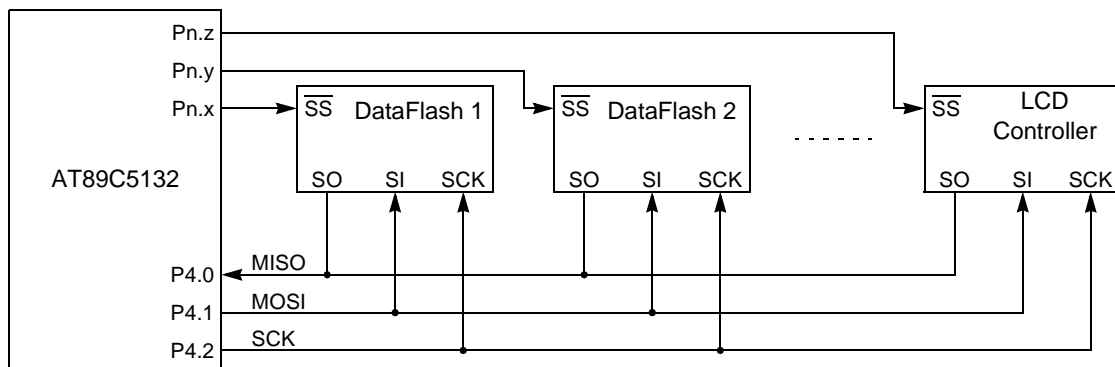 Pn.z
Pn.y
Pn.x
SS DataFlash 1
SS DataFlash 2
SS LCD
Controller
AT89C5132
SO SI SCK
SO SI SCK
SO SI SCK
P4.0 MISO
P4.1 MOSI
P4.2 SCK